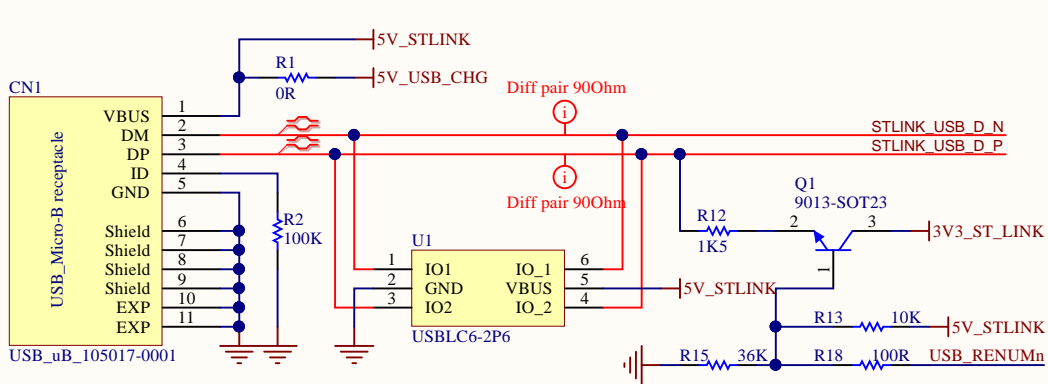 5V_STLINK
R1
0R
5V_USB_CHG
Diff pair 90Ohm
i
CN1
USB_Micro-B receptacle
VBUS 1
DM 2
DP 3
ID 4
GND 5
Shield 6
Shield 7
Shield 8
Shield 9
EXP 10
EXP 11
USB_uB_105017-0001
STLINK_USB_D_N
STLINK_USB_D_P
i
Diff pair 90Ohm
R2
100K
U1
1 IO1 IO_1 6
2 GND VBUS 5
3 IO2 IO_2 4
USBLC6-2P6
5V_STLINK
Q1
9013-SOT23
R12
1K5
2 3
1
3V3_ST_LINK
R13 10K
5V_STLINK
R15 36K
R18 100R
USB_RENUMn